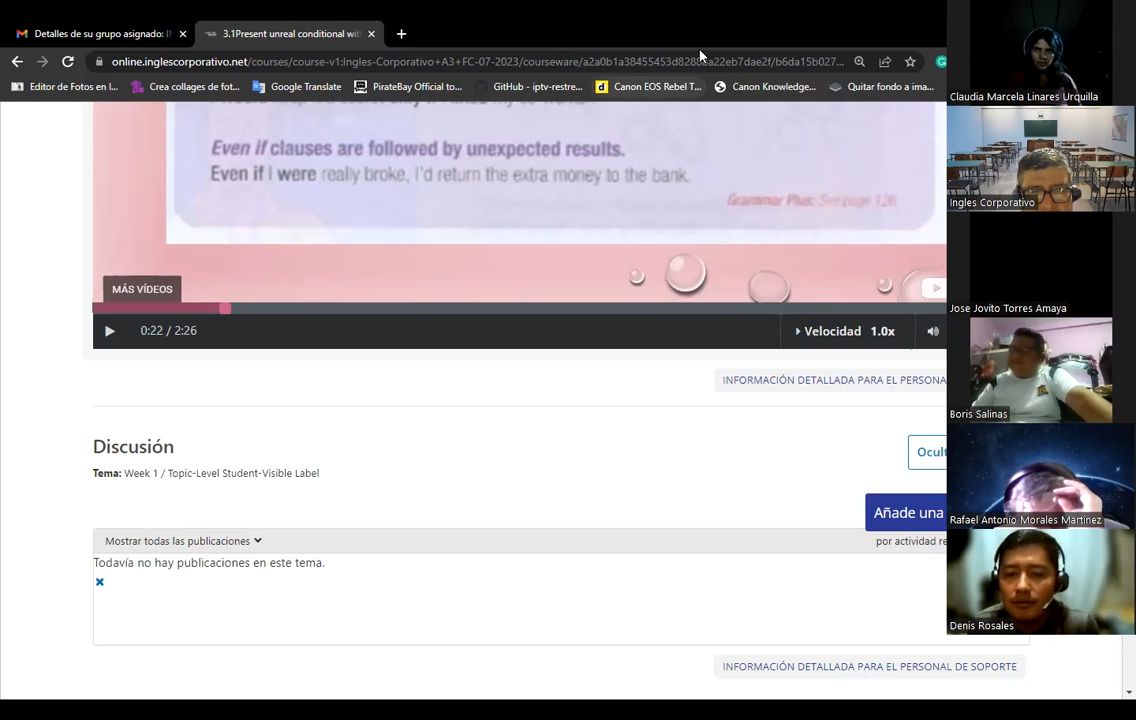 Detalles de su grupo asignado: I
3.1Present unreal conditional wit
online.inglescorporativo.net/courses/course-v1:Ingles-Corporativo+A3+FC-07-2023/courseware/
Editor de Fotos en l...
Crea collages de fot...
Google Translate
PirateBay Official to...
GitHub - iptv-restre...
Canon EOS Rebel T...
Canon Knowledge...
Quitar fondo a ima...
Even if clauses are followed by unexpected results.
Even if I were really broke, I'd return the extra money to the bank.
Grammar Plus: See page 136
MÁS VÍDEOS
0:22 / 2:26
Velocidad 1.0x
INFORMACIÓN DETALLADA PARA EL PERSONA
Discusión
Ocult
Tema: Week 1 / Topic-Level Student-Visible Label
Añade una
Mostrar todas las publicaciones
por actividad re
Todavía no hay publicaciones en este tema.
INFORMACIÓN DETALLADA PARA EL PERSONAL DE SOPORTE
Claudia Marcela Linares Urquilla
Ingles Corporativo
Jose Jovito Torres Amaya
Boris Salinas
Rafael Antonio Morales Martinez
Denis Rosales